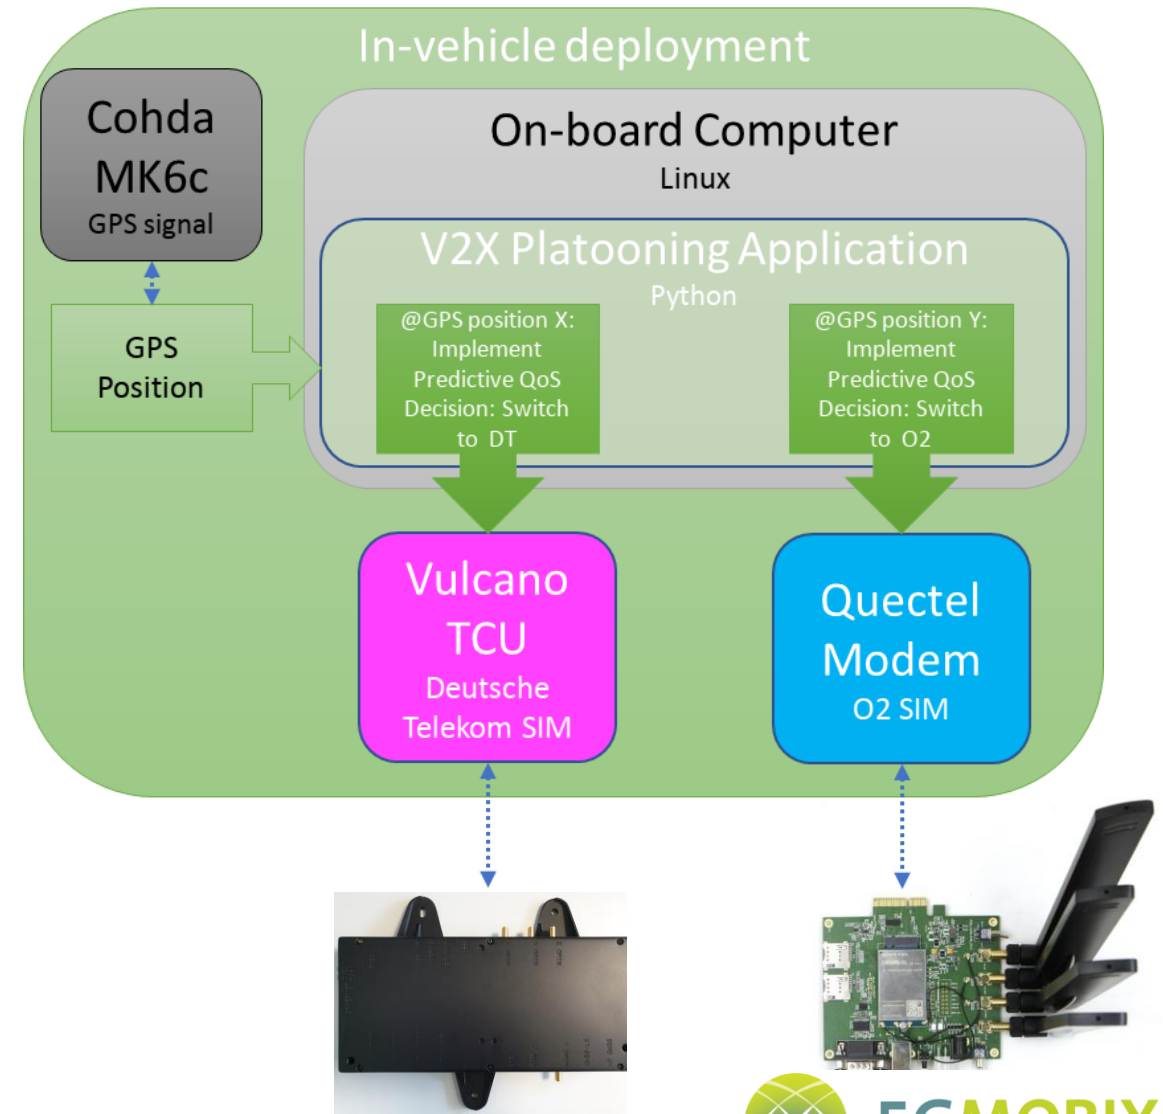 In-vehicle deployment
Cohda
MK6c
GPS signal
On-board Computer
Linux
V2X Platooning Application
Python
GPS
Position
@GPS position X:
Implement
Predictive QoS
Decision: Switch
to DT
@GPS position Y:
Implement
Predictive QoS
Decision: Switch
to O2
Vulcano
TCU
Deutsche
Telekom SIM
Quectel
Modem
O2 SIM
5GMOBIX